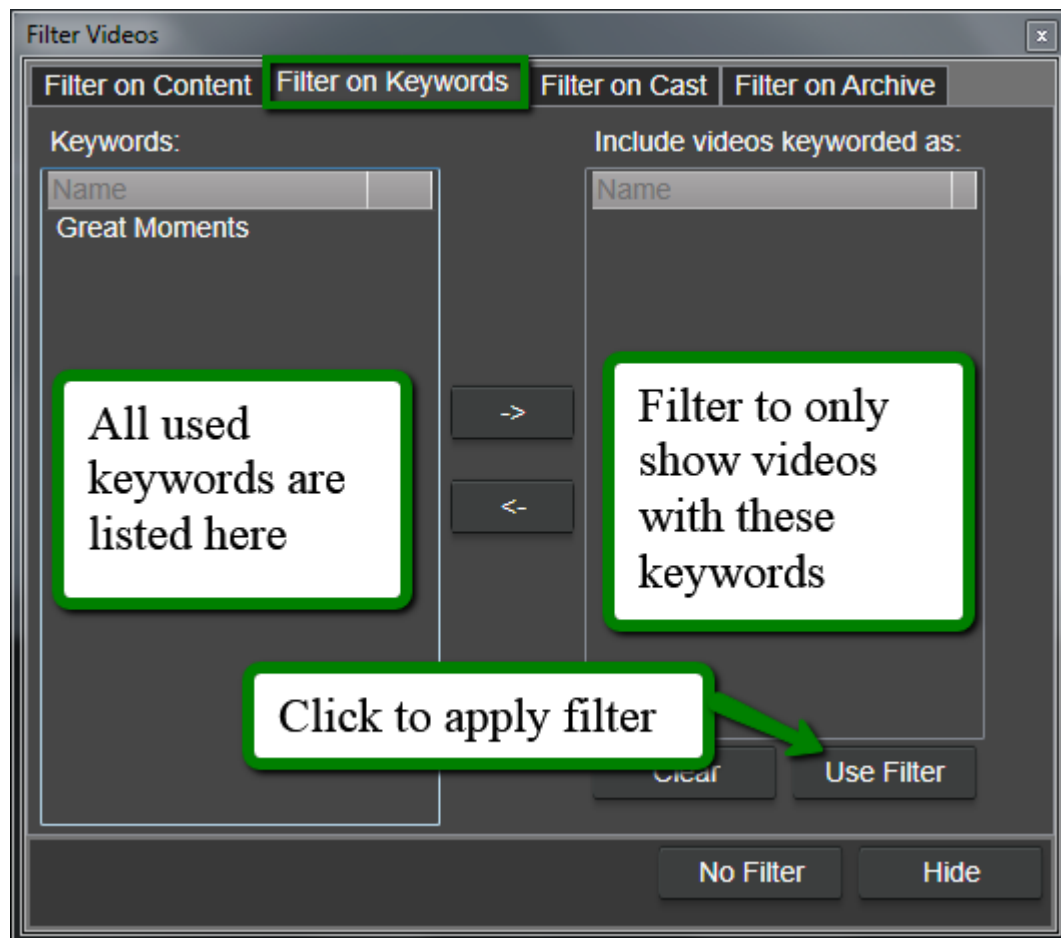 Filter Videos
x
Filter on Content Filter on Keywords Filter on Cast Filter on Archive
Keywords:
Include videos keyworded as:
Name
Name
Great Moments
All used
keywords are
listed here
->
<-
Filter to only
show videos
with these
keywords
Click to apply filter
Clear
Use Filter
No Filter
Hide